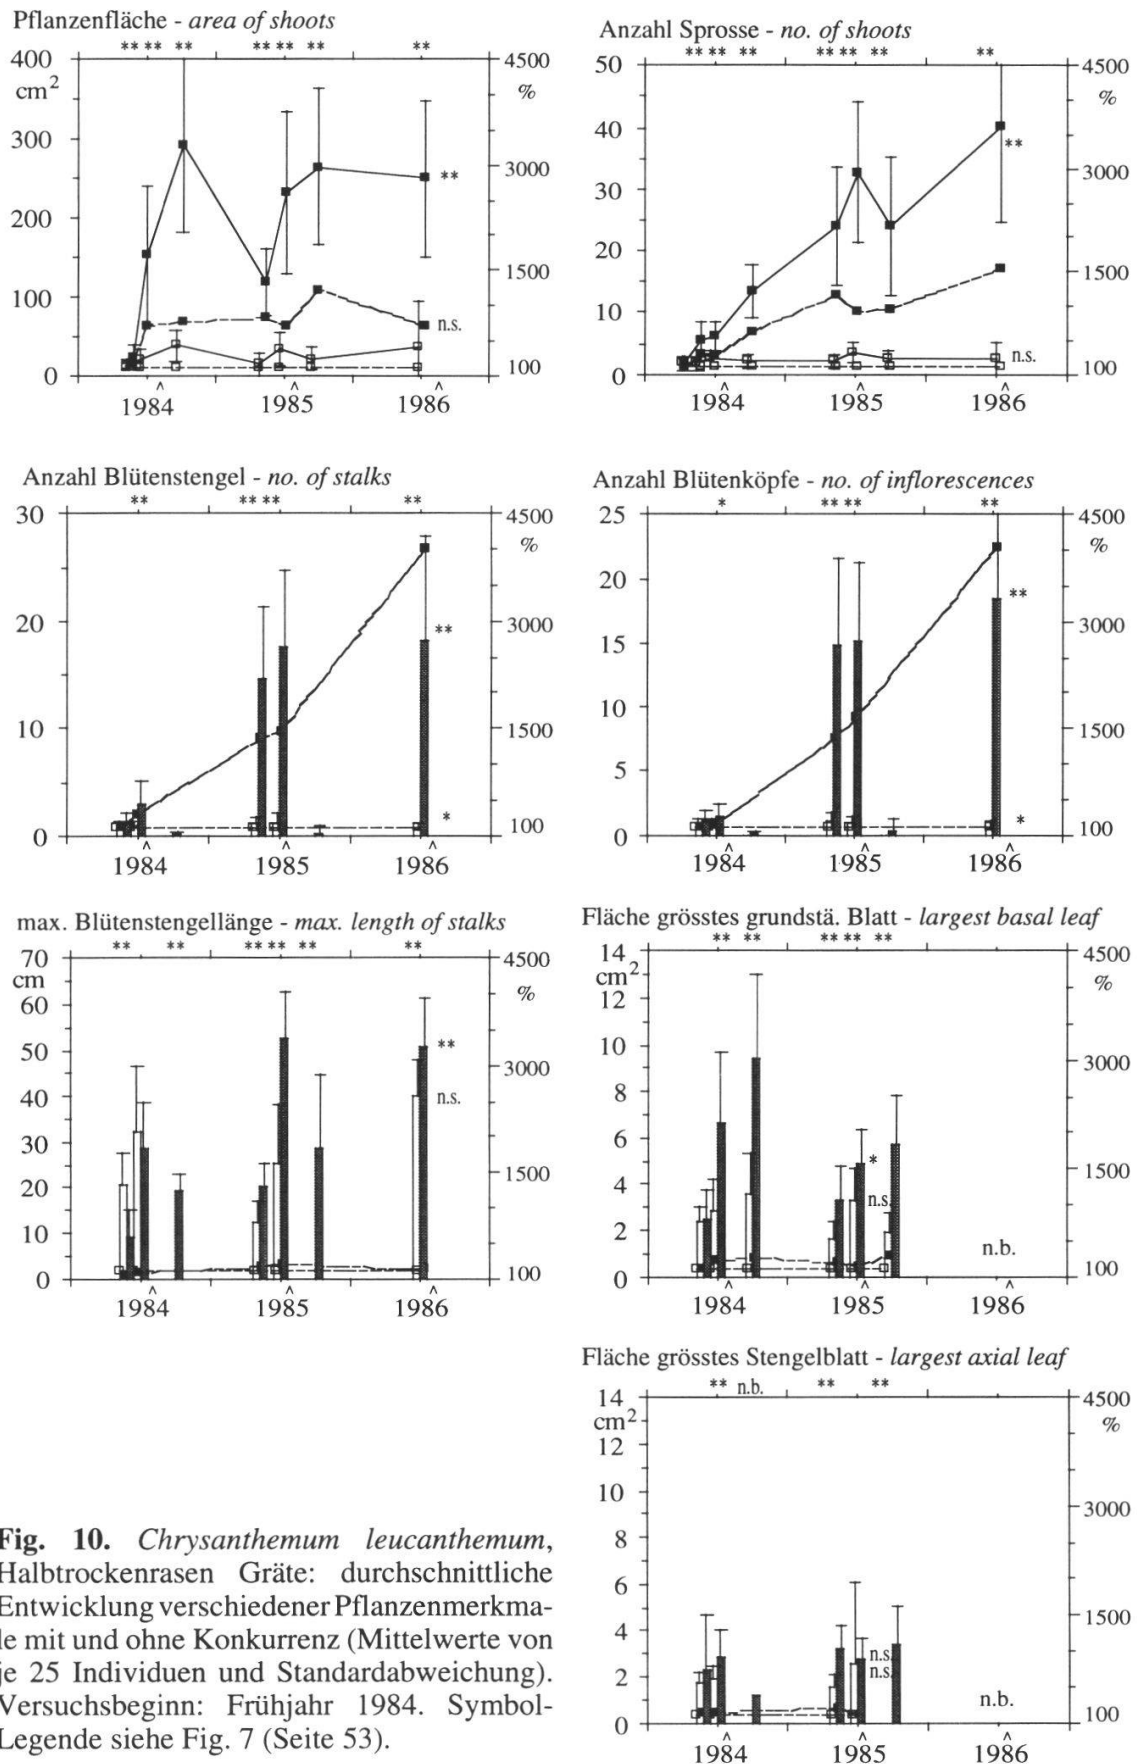 Pflanzenfläche - area of shoots
** ** ** ** ** ** **
400
cm²
300
200
100
0
4500
%
3000
1500
100
**
n.s.
1984 ^ 1985 ^ 1986 ^
Anzahl Sprosse - no. of shoots
** ** ** ** ** ** **
50
40
30
20
10
0
4500
%
3000
1500
100
**
n.s.
1984 ^ 1985 ^ 1986 ^
Anzahl Blütenstengel - no. of stalks
** ** ** **
30
20
10
0
4500
%
3000
1500
100
**
*
1984 ^ 1985 ^ 1986 ^
Anzahl Blütenköpfe - no. of inflorescences
* ** ** **
25
20
15
10
5
0
4500
%
3000
1500
100
**
*
1984 ^ 1985 ^ 1986 ^
max. Blütenstengellänge - max. length of stalks
** ** ** ** ** **
70
cm
60
50
40
30
20
10
0
4500
%
3000
1500
100
**
n.s.
1984 ^ 1985 ^ 1986 ^
Fläche grösstes grundstä. Blatt - largest basal leaf
** ** ** ** **
14
cm²
12
10
8
6
4
2
0
4500
%
3000
1500
100
*
n.s.
n.b.
1984 ^ 1985 ^ 1986 ^
Fläche grösstes Stengelblatt - largest axial leaf
** n.b. ** **
14
cm²
12
10
8
6
4
2
0
4500
%
3000
1500
100
n.s.
n.s.
n.b.
1984 ^ 1985 ^ 1986 ^
Fig. 10. Chrysanthemum leucanthemum,
Halbtrockenrasen Gräte: durchschnittliche
Entwicklung verschiedener Pflanzenmerkma-
le mit und ohne Konkurrenz (Mittelwerte von
je 25 Individuen und Standardabweichung).
Versuchsbeginn: Frühjahr 1984. Symbol-
Legende siehe Fig. 7 (Seite 53).